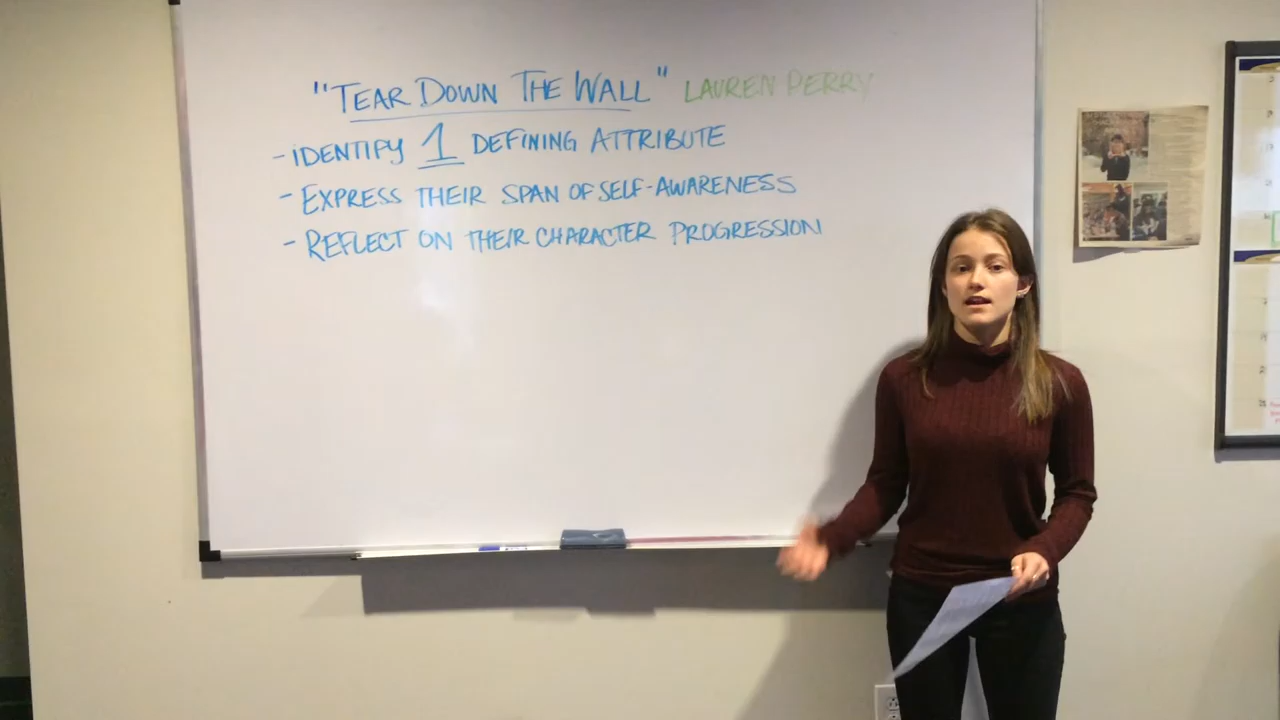 "TEAR DOWN THE WALL" LAUREN PERRY
- IDENTIFY 1 DEFINING ATTRIBUTE
- EXPRESS THEIR SPAN OF SELF-AWARENESS
- REFLECT ON THEIR CHARACTER PROGRESSION